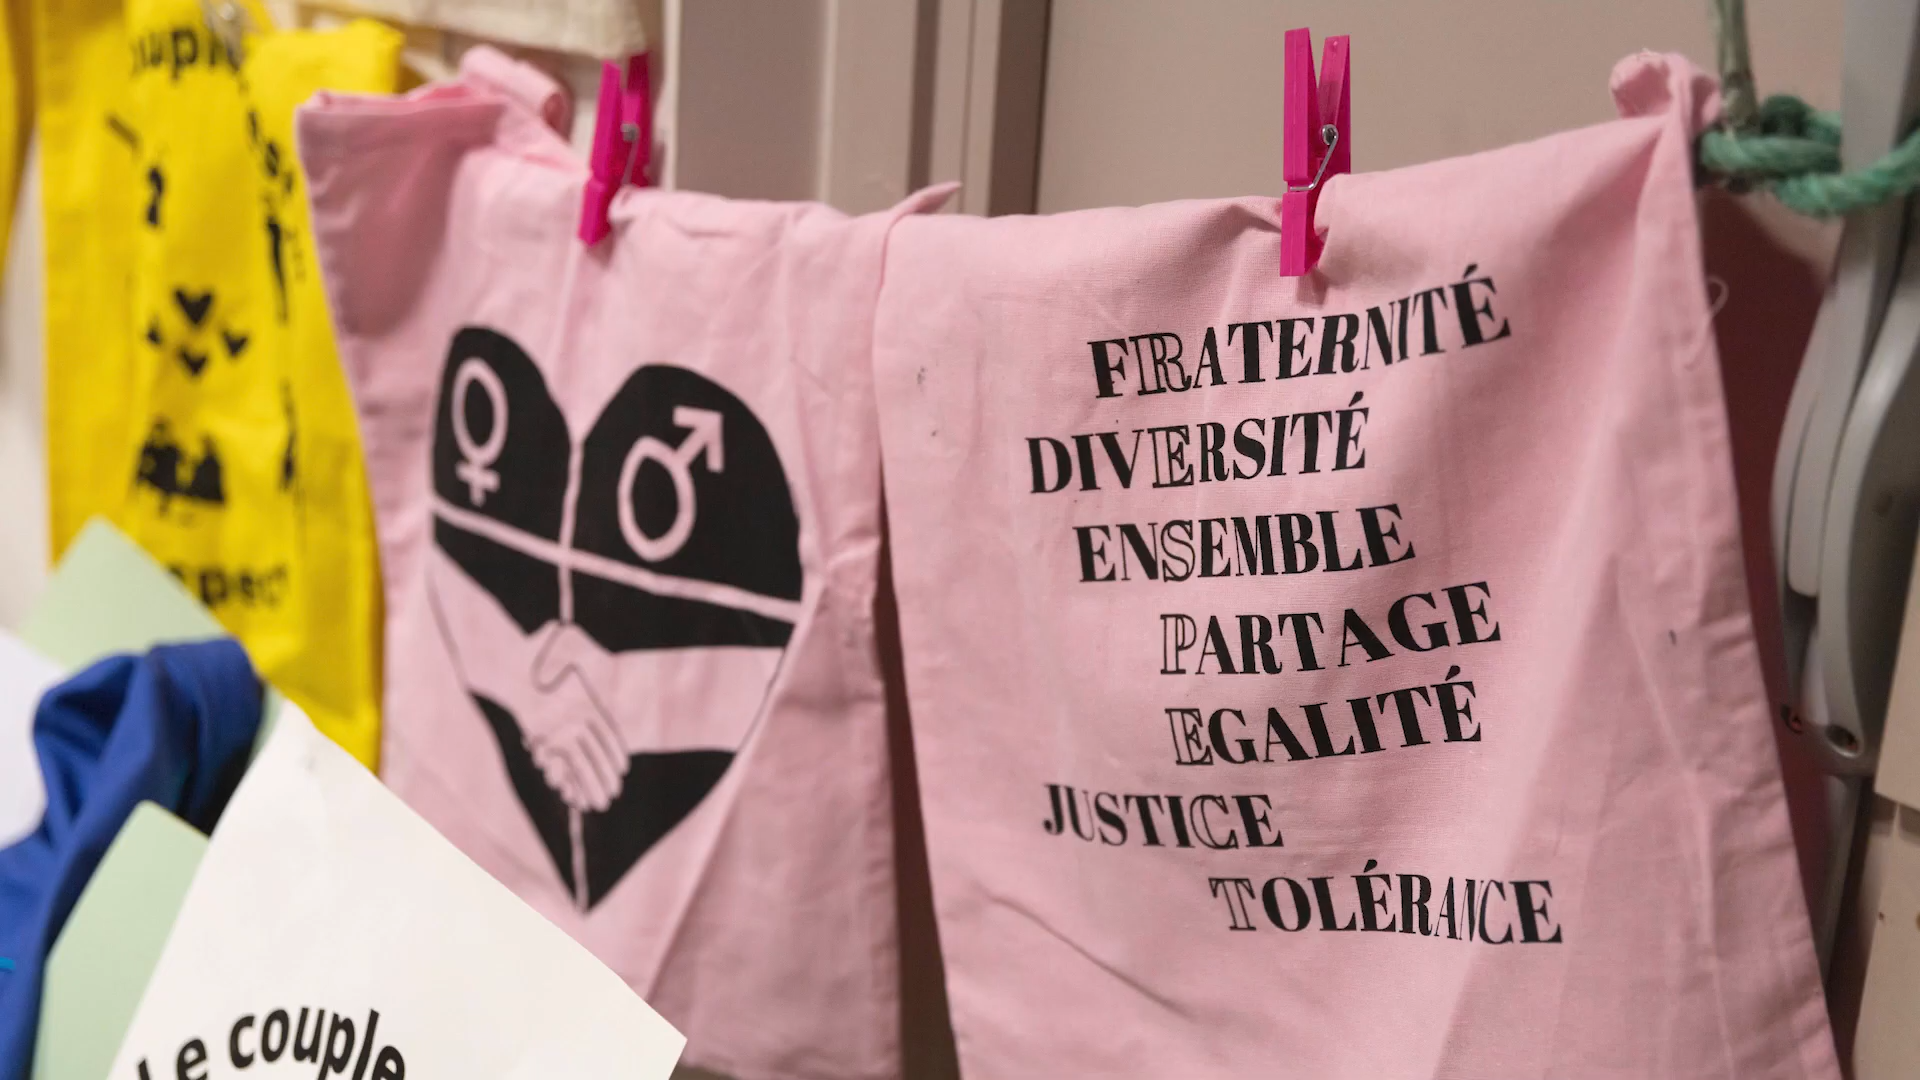 FRATERNITÉ
DIVERSITÉ
ENSEMBLE
PARTAGE
EGALITÉ
JUSTICE
TOLÉRANCE
Le couple